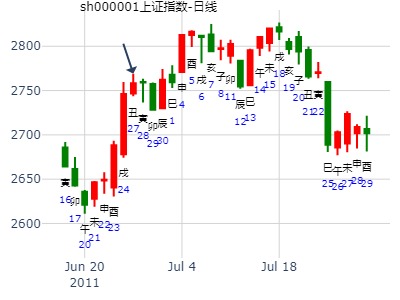 sh000001上证指数-日线
2800
2750
2700
2650
2600
寅
16
卯
17
午
20
未
21
申
22
酉
23
戌
24
丑
27
寅
28
卯
29
辰
30
巳
1
申
4
酉
5
戌
6
亥
7
子
8
卯
11
辰
12
巳
13
午
14
未
15
戌
18
亥
19
子
20
丑
21
寅
22
巳
25
午
26
未
27
申
28
酉
29
Jun 20
Jul 4
Jul 18
2011